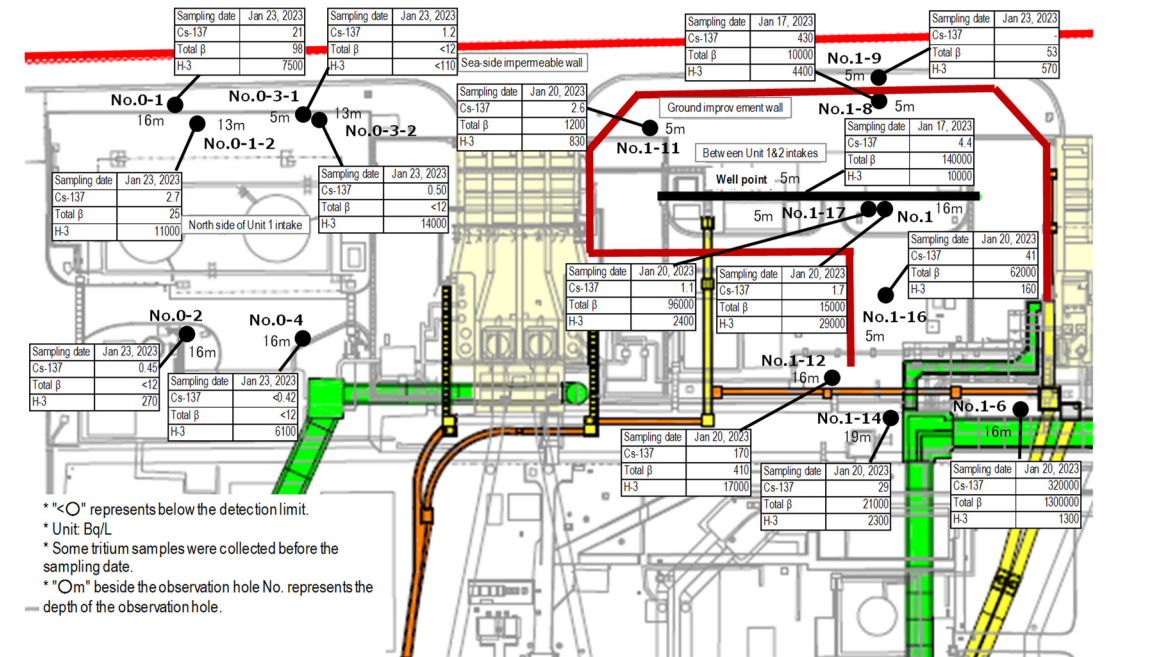 Sampling date Jan 23, 2023
Cs-137 21
Total β 98
H-3 7500
Sampling date Jan 23, 2023
Cs-137 1.2
Total β <12
H-3 <110
Sampling date Jan 17, 2023
Cs-137 430
Total β 10000
H-3 4400
Sampling date Jan 23, 2023
Cs-137 -
Total β 53
H-3 570
Sea-side impermeable wall
No.1-9
5m
No.0-1
16m
No.0-3-1
5m
13m
No.0-3-2
13m
No.0-1-2
Sampling date Jan 20, 2023
Cs-137 2.6
Total β 1200
H-3 830
5m
No.1-11
Ground improvement wall
No.1-8
5m
Sampling date Jan 17, 2023
Cs-137 4.4
Total β 140000
H-3 10000
Between Unit 1&2 intakes
Well point 5m
Sampling date Jan 23, 2023
Cs-137 2.7
Total β 25
H-3 11000
Sampling date Jan 23, 2023
Cs-137 0.50
Total β <12
H-3 14000
North side of Unit 1 intake
5m
No.1-17
No.1
16m
Sampling date Jan 20, 2023
Cs-137 41
Total β 62000
H-3 160
Sampling date Jan 20, 2023
Cs-137 1.1
Total β 96000
H-3 2400
Sampling date Jan 20, 2023
Cs-137 1.7
Total β 15000
H-3 29000
No.1-16
5m
No.0-2
16m
No.0-4
16m
Sampling date Jan 23, 2023
Cs-137 0.45
Total β <12
H-3 270
Sampling date Jan 23, 2023
Cs-137 <0.42
Total β <12
H-3 6100
No.1-12
16m
No.1-14
19m
No.1-6
16m
Sampling date Jan 20, 2023
Cs-137 170
Total β 410
H-3 17000
Sampling date Jan 20, 2023
Cs-137 29
Total β 21000
H-3 2300
Sampling date Jan 20, 2023
Cs-137 320000
Total β 1300000
H-3 1300
* "<〇" represents below the detection limit.
* Unit: Bq/L
* Some tritium samples were collected before the
sampling date.
* "〇m" beside the observation hole No. represents the
depth of the observation hole.